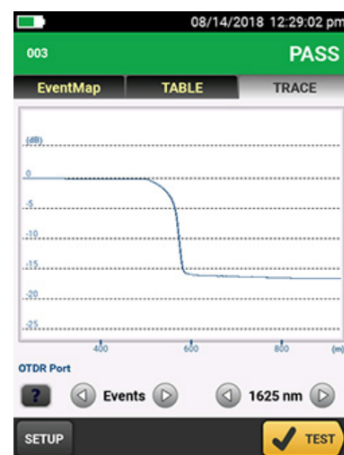 08/14/2018 12:29:02 pm
003 PASS
EventMap TABLE TRACE
(dB)
0
-5
-10
-15
-20
-25
400 600 800 (m)
OTDR Port
? Events 1625 nm
SETUP TEST